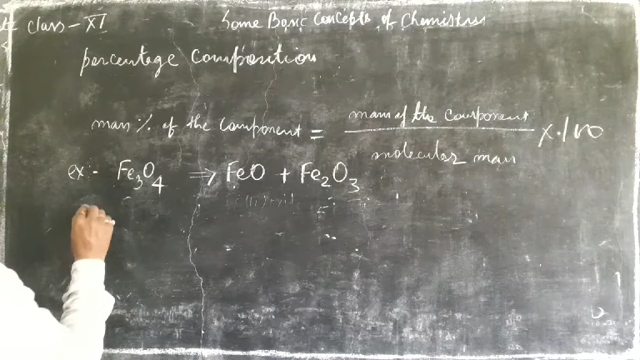 class - XI
Some Basic Concepts of Chemistry
percentage Composition
mass % of the component = mass of the component / molecular mass × 100
ex:- Fe3O4 ⇒ FeO + Fe2O3